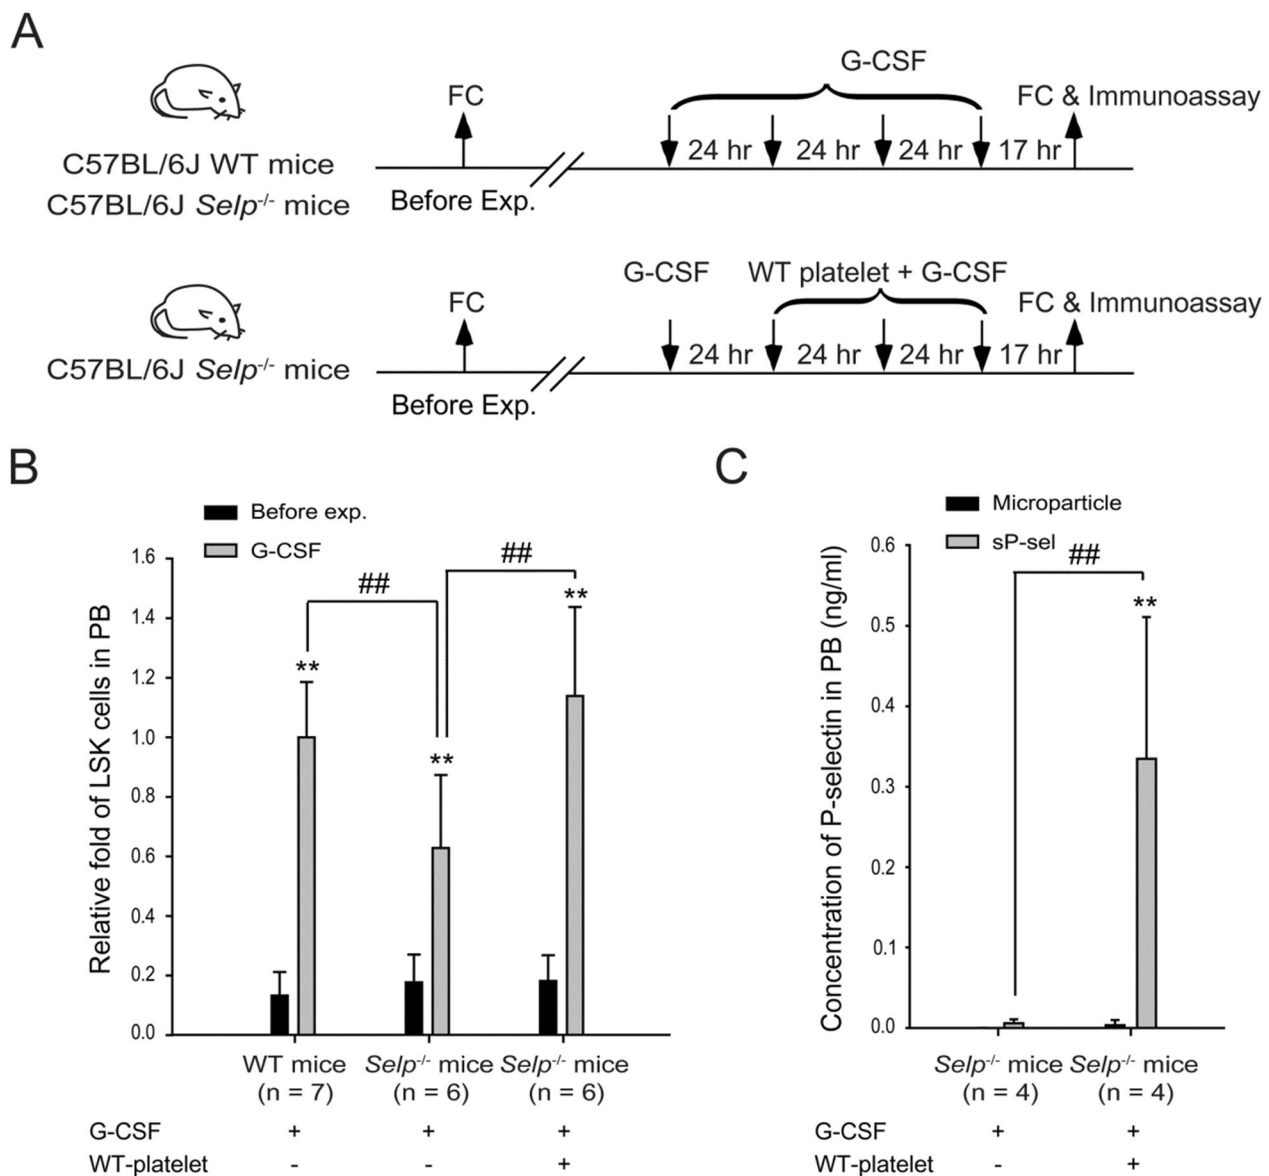 A
G-CSF
FC
FC & Immunoassay
24 hr 24 hr 24 hr 17 hr
C57BL/6J WT mice
C57BL/6J Selp-/- mice
Before Exp.
G-CSF WT platelet + G-CSF
FC
FC & Immunoassay
24 hr 24 hr 24 hr 17 hr
C57BL/6J Selp-/- mice
Before Exp.
B
Before exp.
G-CSF
Relative fold of LSK cells in PB
1.6
1.4
1.2
1.0
0.8
0.6
0.4
0.2
0.0
##
##
**
**
**
WT mice Selp-/- mice Selp-/- mice
(n = 7) (n = 6) (n = 6)
G-CSF + + +
WT-platelet - - +
C
Microparticle
sP-sel
Concentration of P-selectin in PB (ng/ml)
0.6
0.5
0.4
0.3
0.2
0.1
0.0
##
**
Selp-/- mice Selp-/- mice
(n = 4) (n = 4)
G-CSF + +
WT-platelet - +